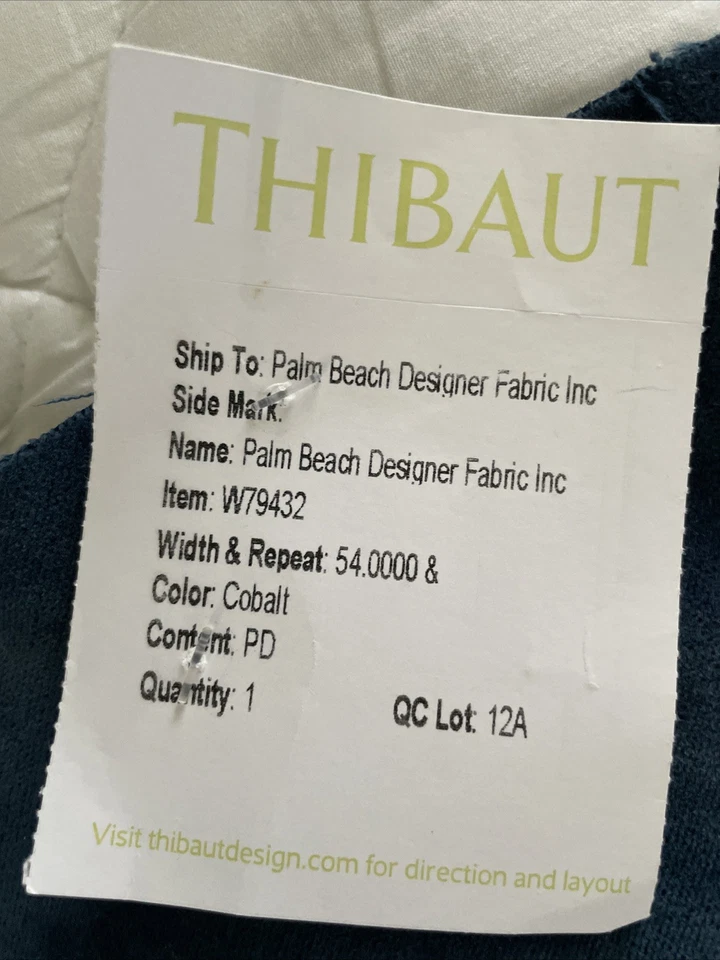 THIBAUT
Ship To: Palm Beach Designer Fabric Inc
Side Mark:
Name: Palm Beach Designer Fabric Inc
Item: W79432
Width & Repeat: 54.0000 &
Color: Cobalt
Content: PD
Quantity: 1 QC Lot: 12A
Visit thibautdesign.com for direction and layout